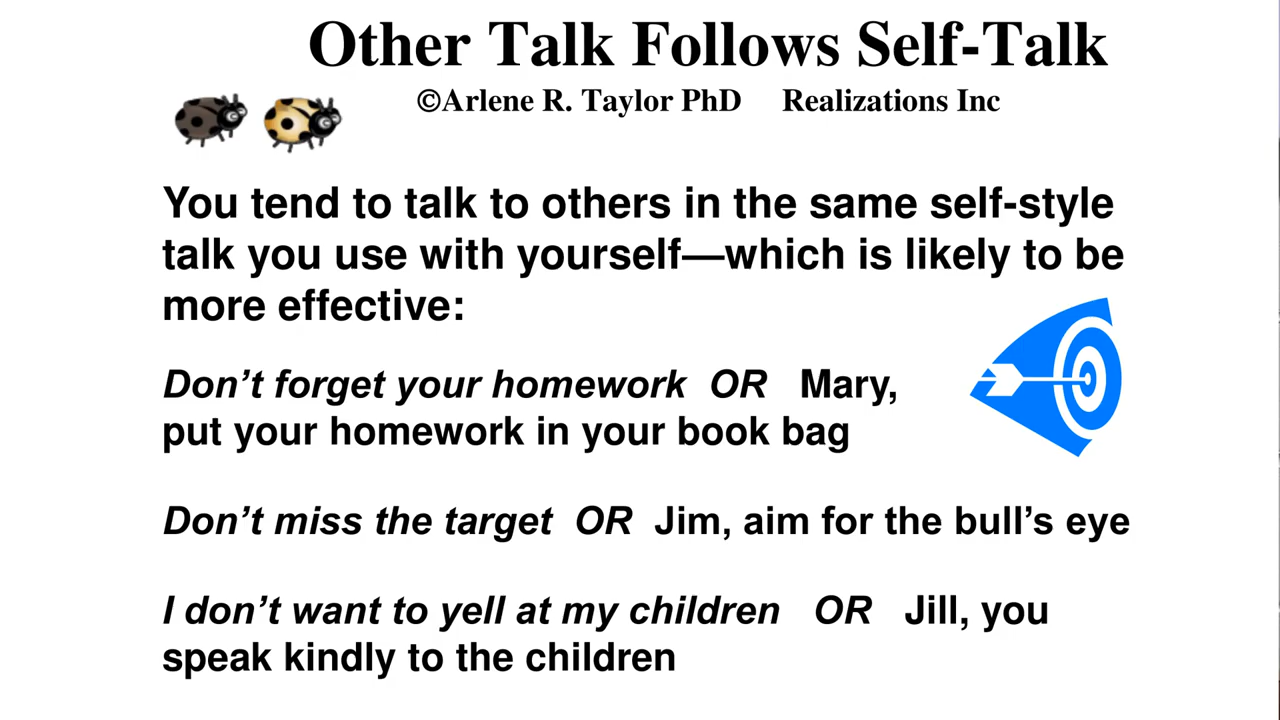 Other Talk Follows Self-Talk
©Arlene R. Taylor PhD Realizations Inc
You tend to talk to others in the same self-style
talk you use with yourself—which is likely to be
more effective:
Don’t forget your homework OR Mary,
put your homework in your book bag
Don’t miss the target OR Jim, aim for the bull’s eye
I don’t want to yell at my children OR Jill, you
speak kindly to the children